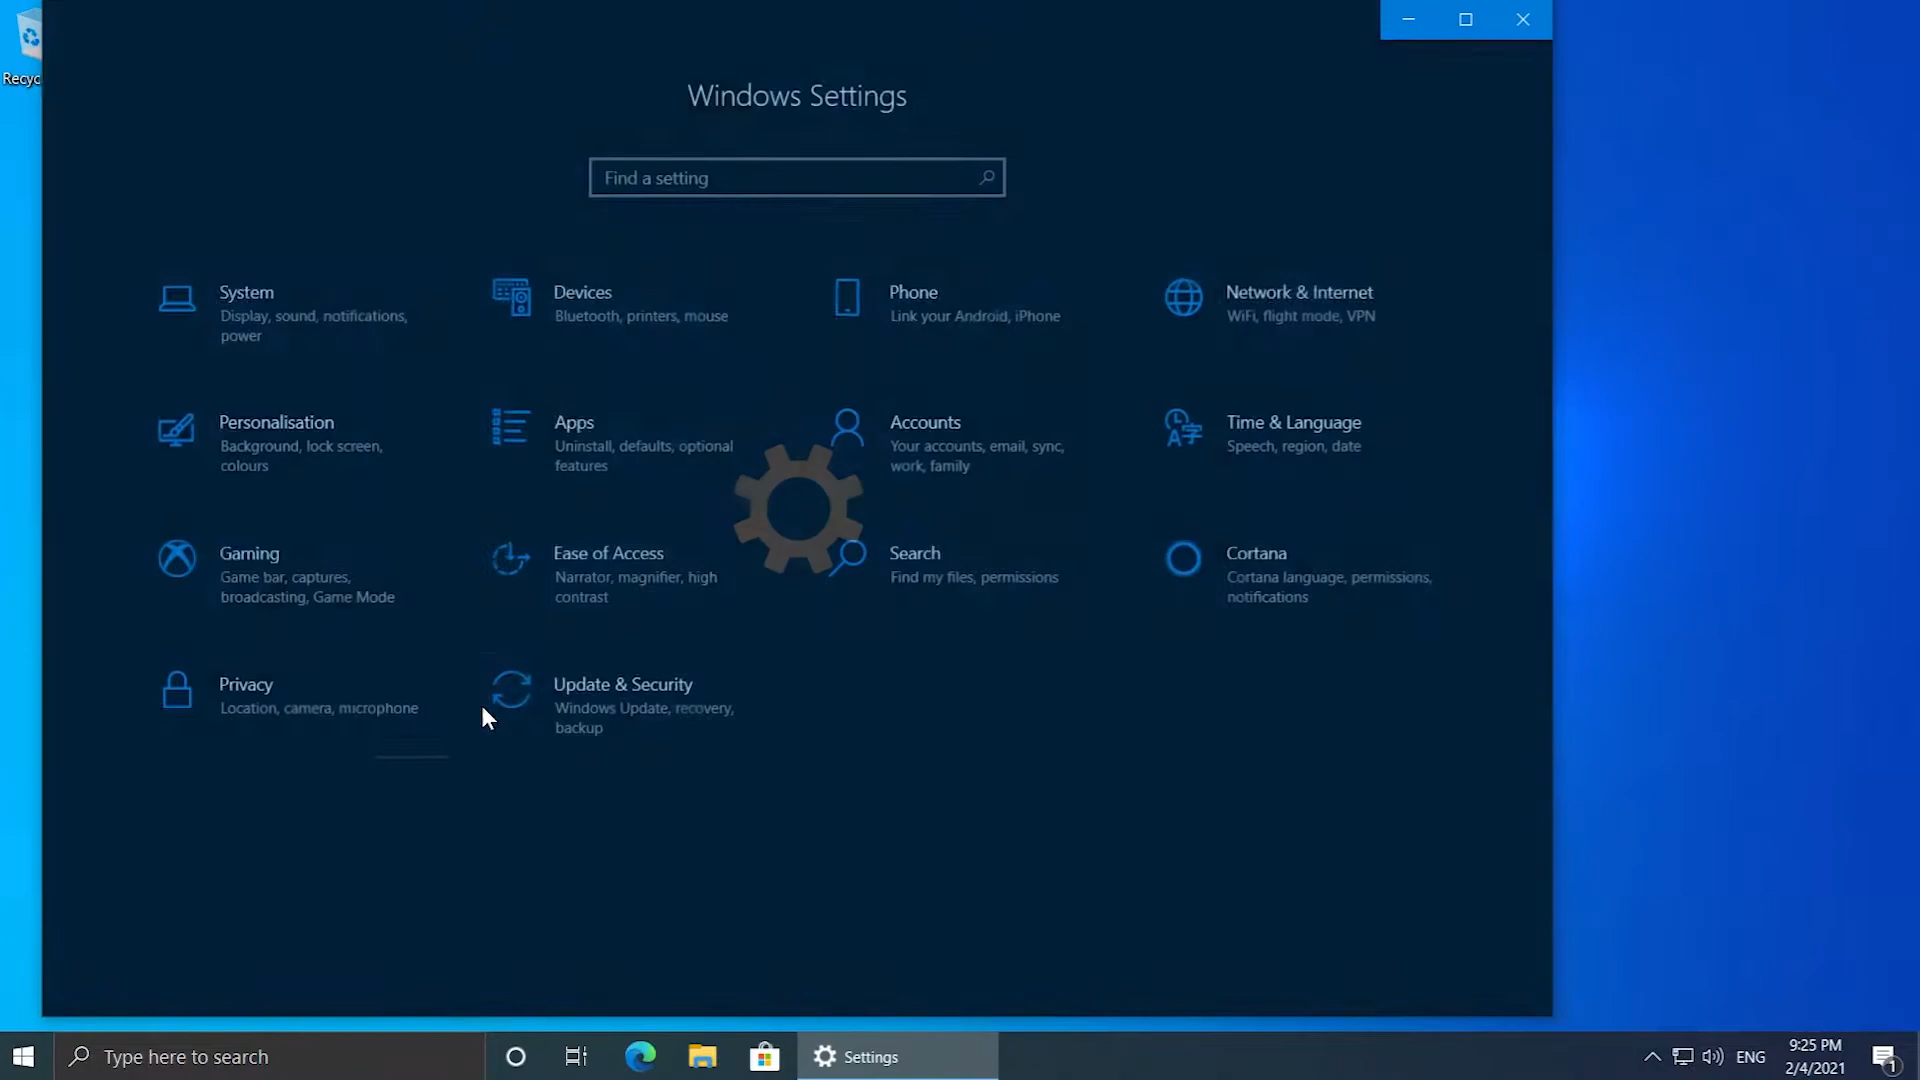 Recyc
Windows Settings
Find a setting
System
Display, sound, notifications,
power
Devices
Bluetooth, printers, mouse
Phone
Link your Android, iPhone
Network & Internet
WiFi, flight mode, VPN
Personalisation
Background, lock screen,
colours
Apps
Uninstall, defaults, optional
features
Accounts
Your accounts, email, sync,
work, family
Time & Language
Speech, region, date
Gaming
Game bar, captures,
broadcasting, Game Mode
Ease of Access
Narrator, magnifier, high
contrast
Search
Find my files, permissions
Cortana
Cortana language, permissions,
notifications
Privacy
Location, camera, microphone
Update & Security
Windows Update, recovery,
backup
Type here to search
Settings
ENG
9:25 PM
2/4/2021
1